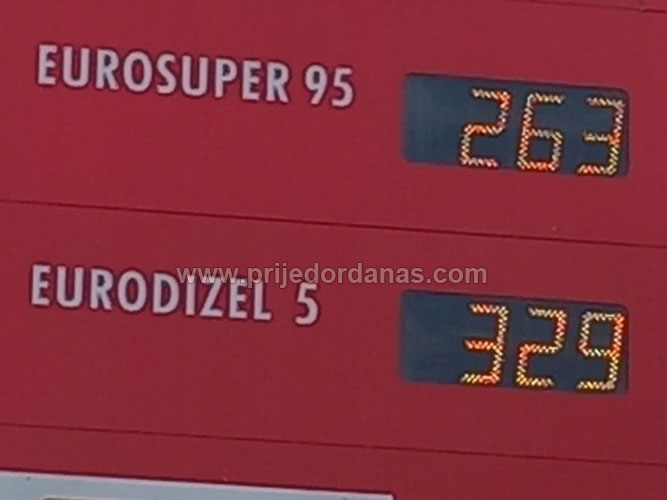 EUROSUPER 95 263
www.prijedordanas.com
EURODIZEL 5 329